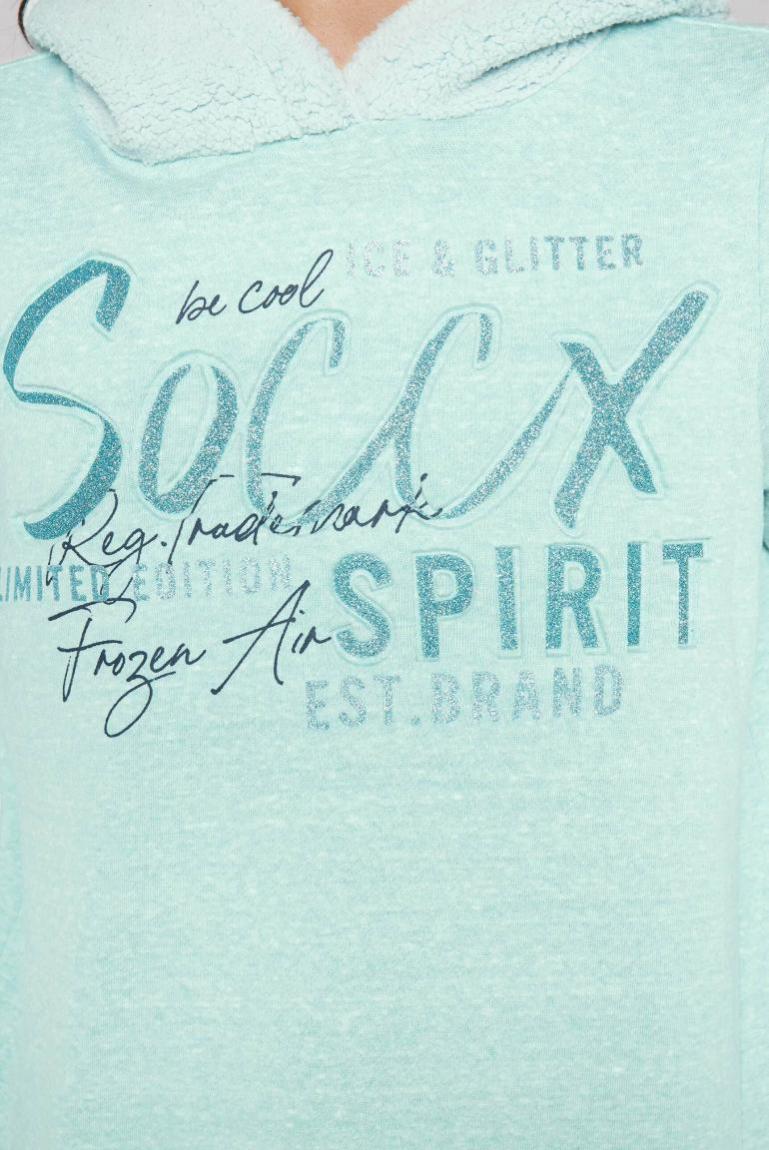 ICE & GLITTER
be cool
Soccx
Reg. Trademark
LIMITED EDITION
SPIRIT
Frozen Air
EST.BRAND